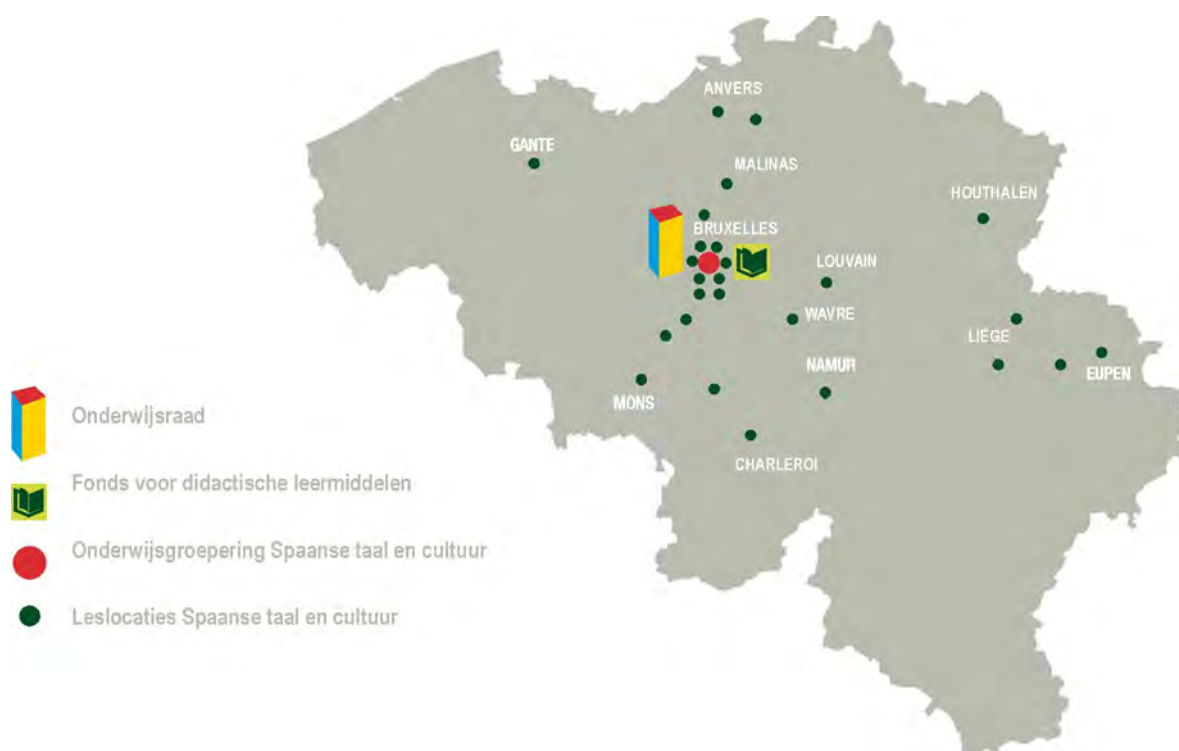 ANVERS
GANTE
MALINAS
HOUTHALEN
BRUXELLES
LOUVAIN
WAVRE
LIÉGE
EUPEN
NAMUR
MONS
CHARLEROI
Onderwijsraad
Fonds voor didactische leermiddelen
Onderwijsgroepering Spaanse taal en cultuur
Leslocaties Spaanse taal en cultuur